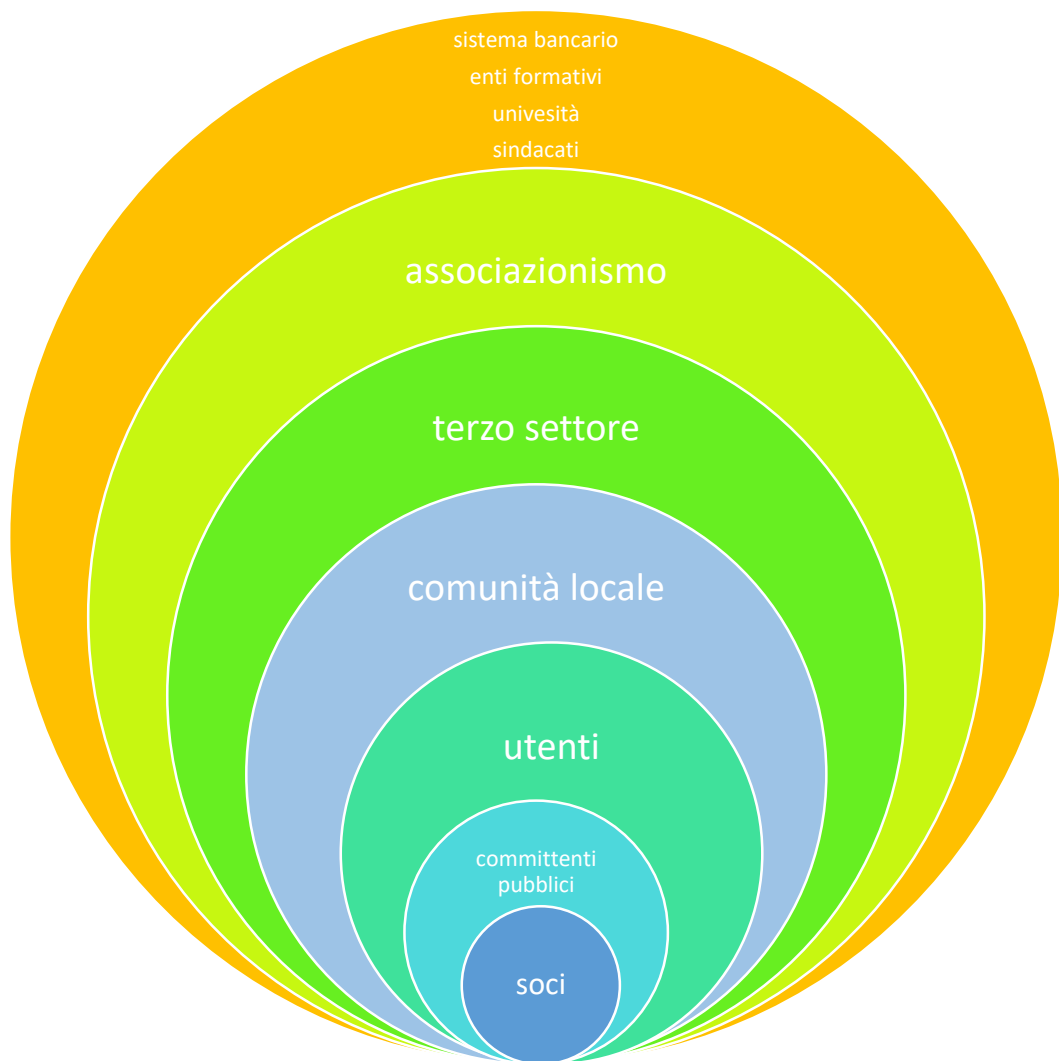 sistema bancario
enti formativi
univesità
sindacati
associazionismo
terzo settore
comunità locale
utenti
committenti
pubblici
soci